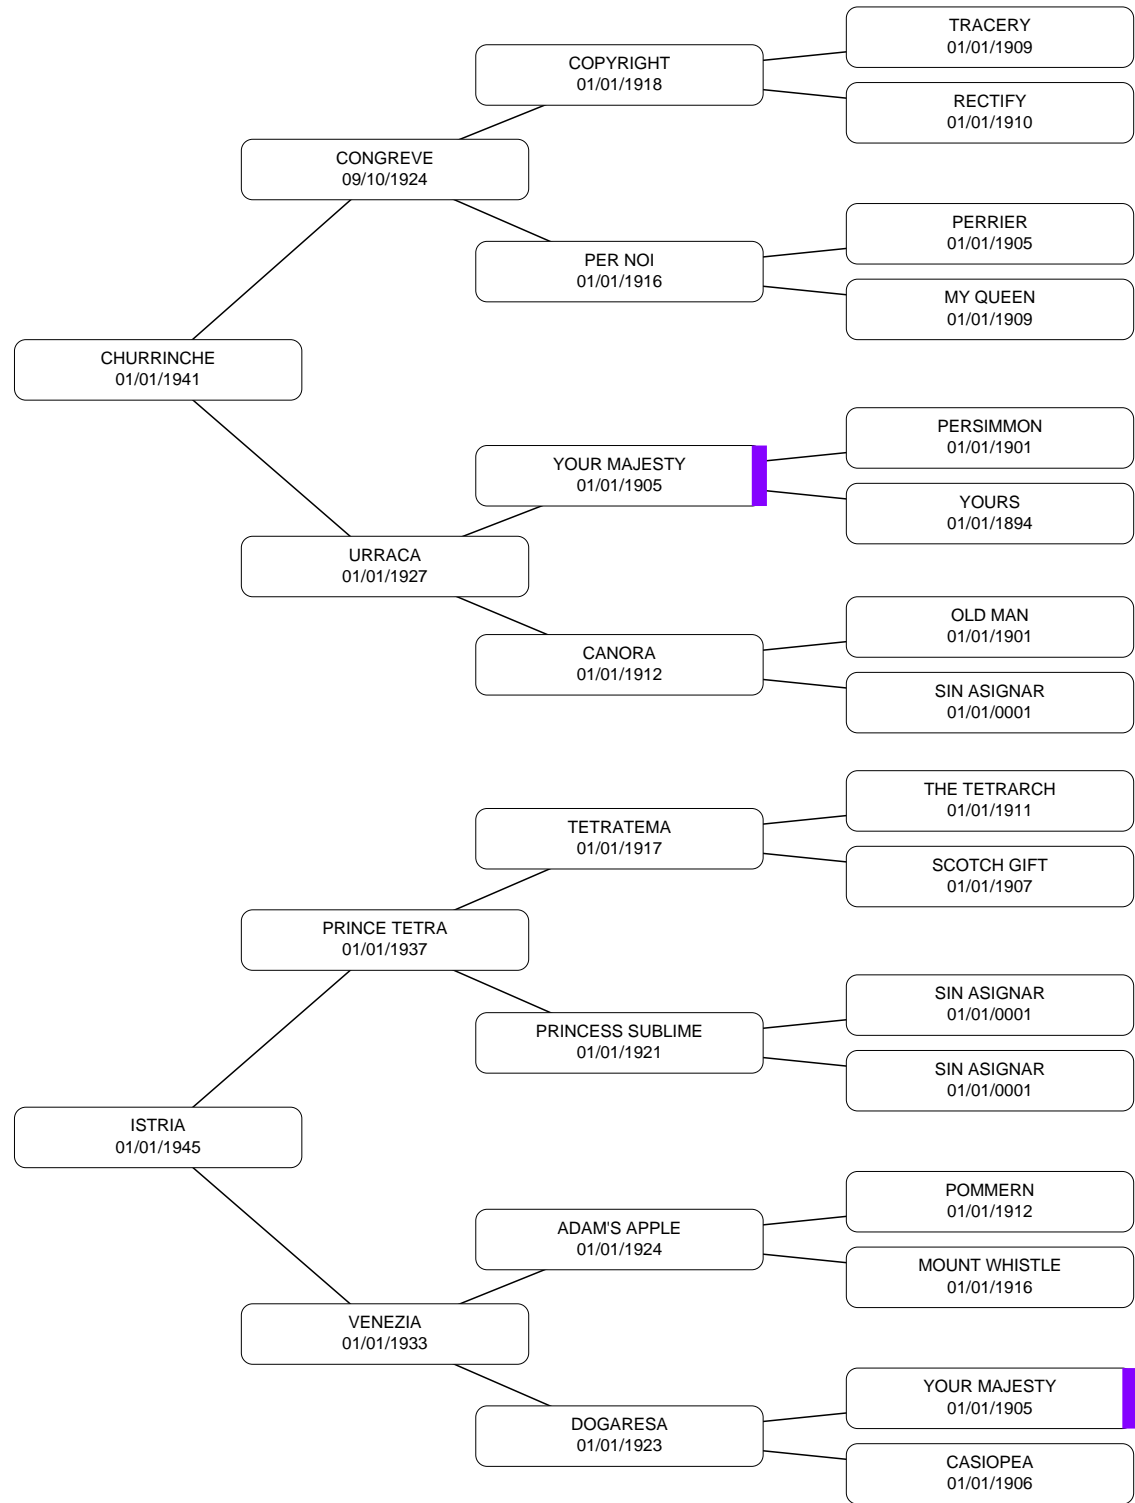 TRACERY
01/01/1909
COPYRIGHT
01/01/1918
RECTIFY
01/01/1910
CONGREVE
09/10/1924
PERRIER
01/01/1905
PER NOI
01/01/1916
MY QUEEN
01/01/1909
CHURRINCHE
01/01/1941
PERSIMMON
01/01/1901
YOUR MAJESTY
01/01/1905
YOURS
01/01/1894
URRACA
01/01/1927
OLD MAN
01/01/1901
CANORA
01/01/1912
SIN ASIGNAR
01/01/0001
THE TETRARCH
01/01/1911
TETRATEMA
01/01/1917
SCOTCH GIFT
01/01/1907
PRINCE TETRA
01/01/1937
SIN ASIGNAR
01/01/0001
PRINCESS SUBLIME
01/01/1921
SIN ASIGNAR
01/01/0001
ISTRIA
01/01/1945
POMMERN
01/01/1912
ADAM'S APPLE
01/01/1924
MOUNT WHISTLE
01/01/1916
VENEZIA
01/01/1933
YOUR MAJESTY
01/01/1905
DOGARESA
01/01/1923
CASIOPEA
01/01/1906